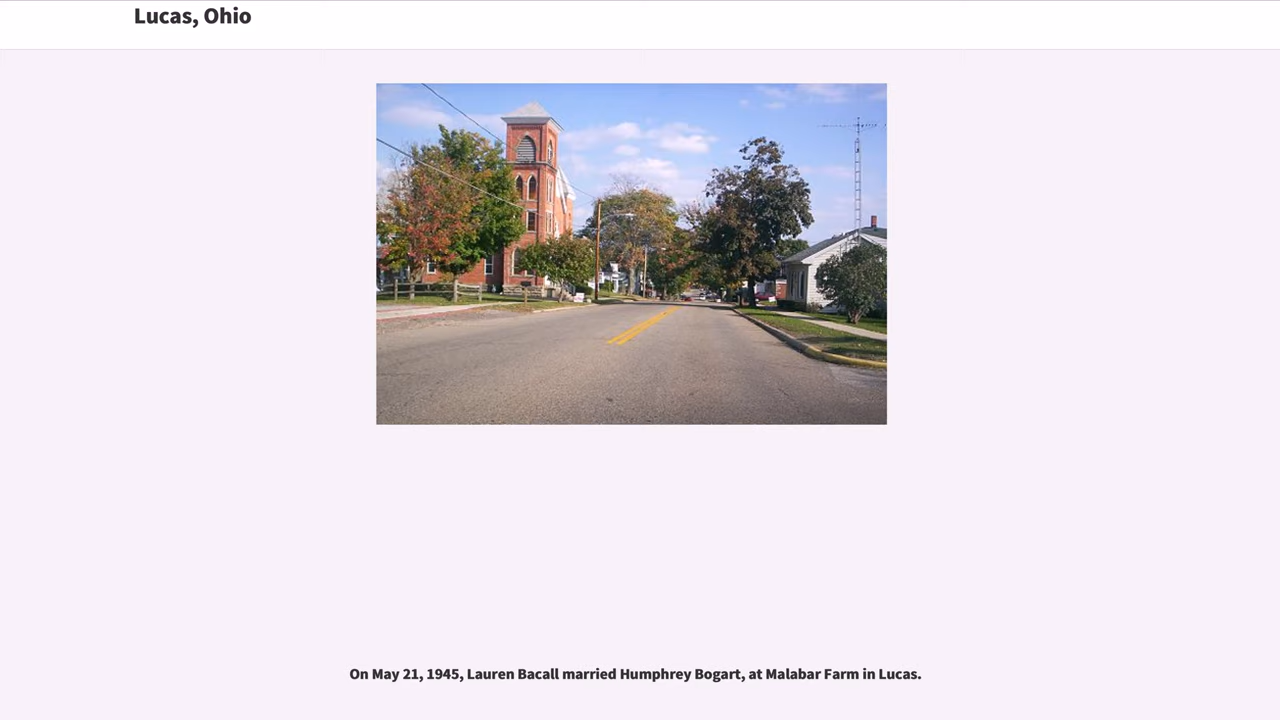 Lucas, Ohio
On May 21, 1945, Lauren Bacall married Humphrey Bogart, at Malabar Farm in Lucas.